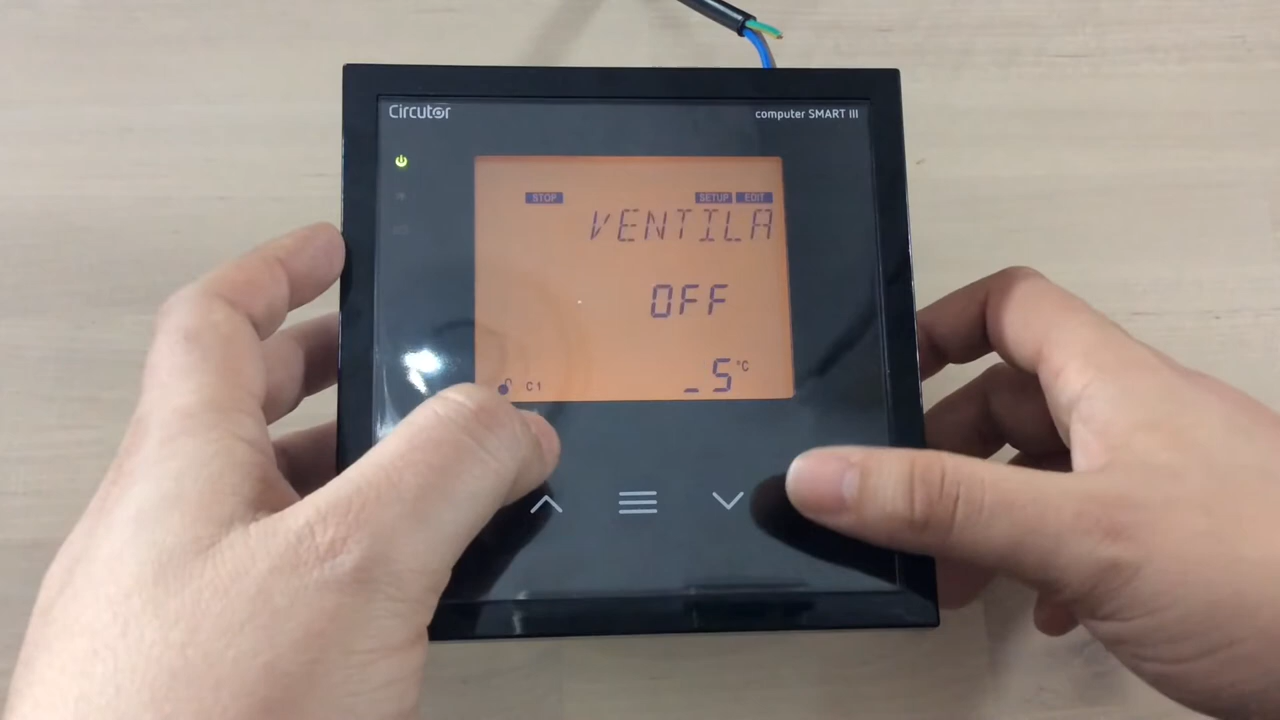 Circutor
computer SMART III
STOP SETUP EDIT
VENTILA
OFF
_5 °C
C1